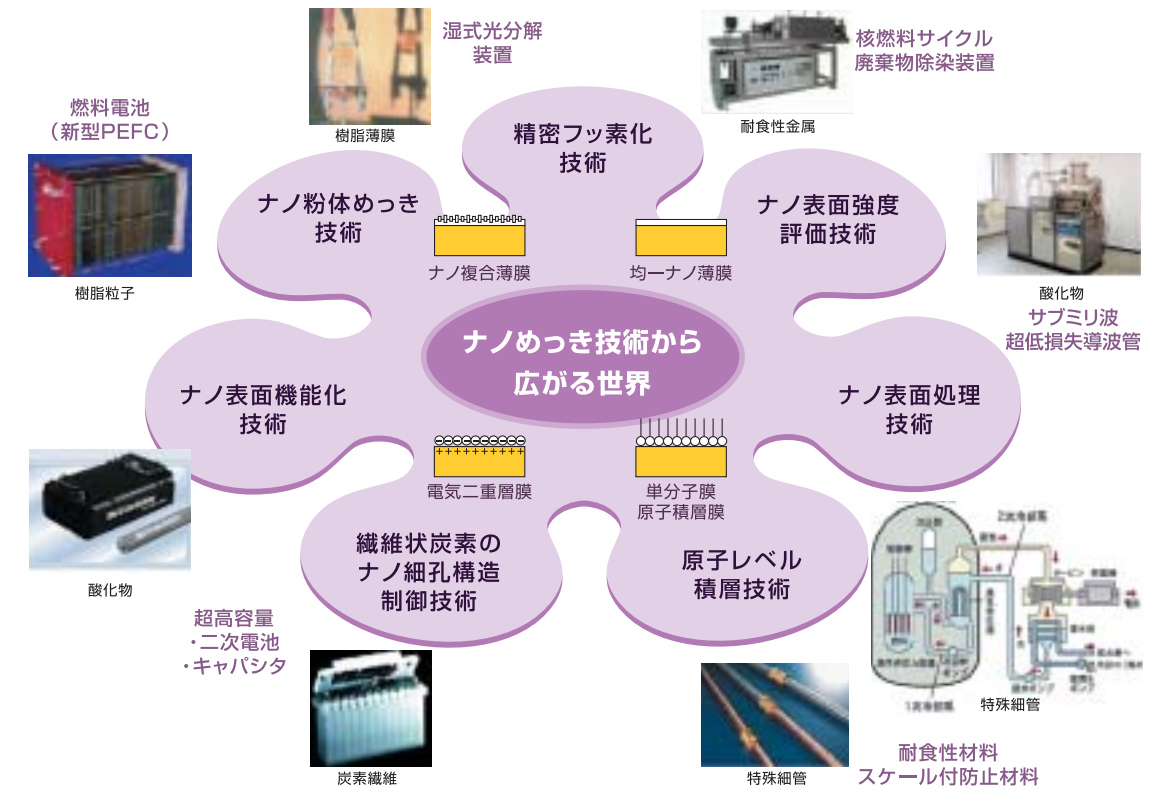 湿式光分解
装置
核燃料サイクル
廃棄物除染装置
燃料電池
（新型PEFC）
樹脂薄膜
耐食性金属
精密フッ素化
技術
ナノ粉体めっき
技術
ナノ表面強度
評価技術
ナノ複合薄膜
均一ナノ薄膜
樹脂粒子
酸化物
サブミリ波
超低損失導波管
ナノめっき技術から
広がる世界
ナノ表面機能化
技術
ナノ表面処理
技術
電気二重層膜
単分子膜
原子積層膜
繊維状炭素の
ナノ細孔構造
制御技術
原子レベル
積層技術
酸化物
超高容量
・二次電池
・キャパシタ
炭素繊維
特殊細管
特殊細管
耐食性材料
スケール付防止材料